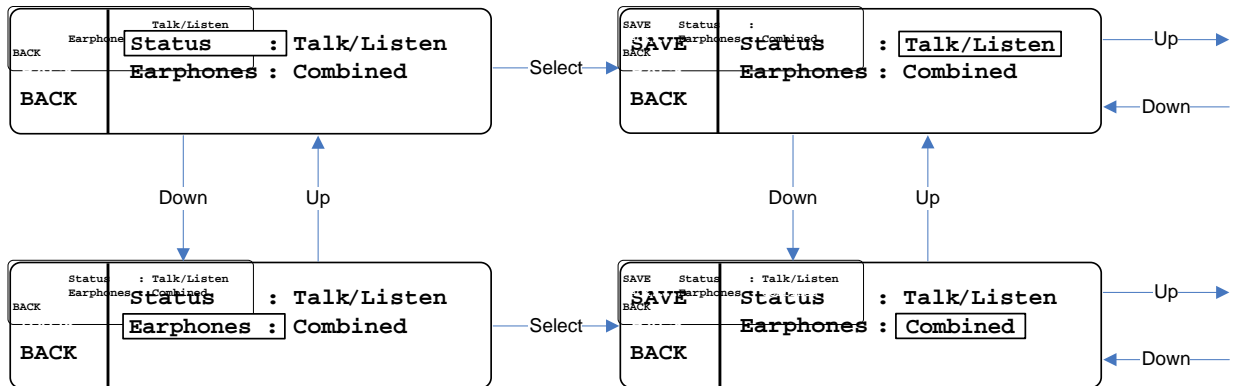 Talk/Listen
Earphone
BACK
Status : Talk/Listen
Earphones : Combined
BACK
Select
SAVE Status :
Earphones : Combined
BACK
SAVE Status : Talk/Listen
Earphones : Combined
BACK
Up
Down
Down
Up
Down
Up
Status : Talk/Listen
Earphones : Combined
BACK
Status : Talk/Listen
Earphones : Combined
BACK
Select
SAVE Status : Talk/Listen
Earphones
BACK
SAVE Status : Talk/Listen
Earphones : Combined
BACK
Up
Down